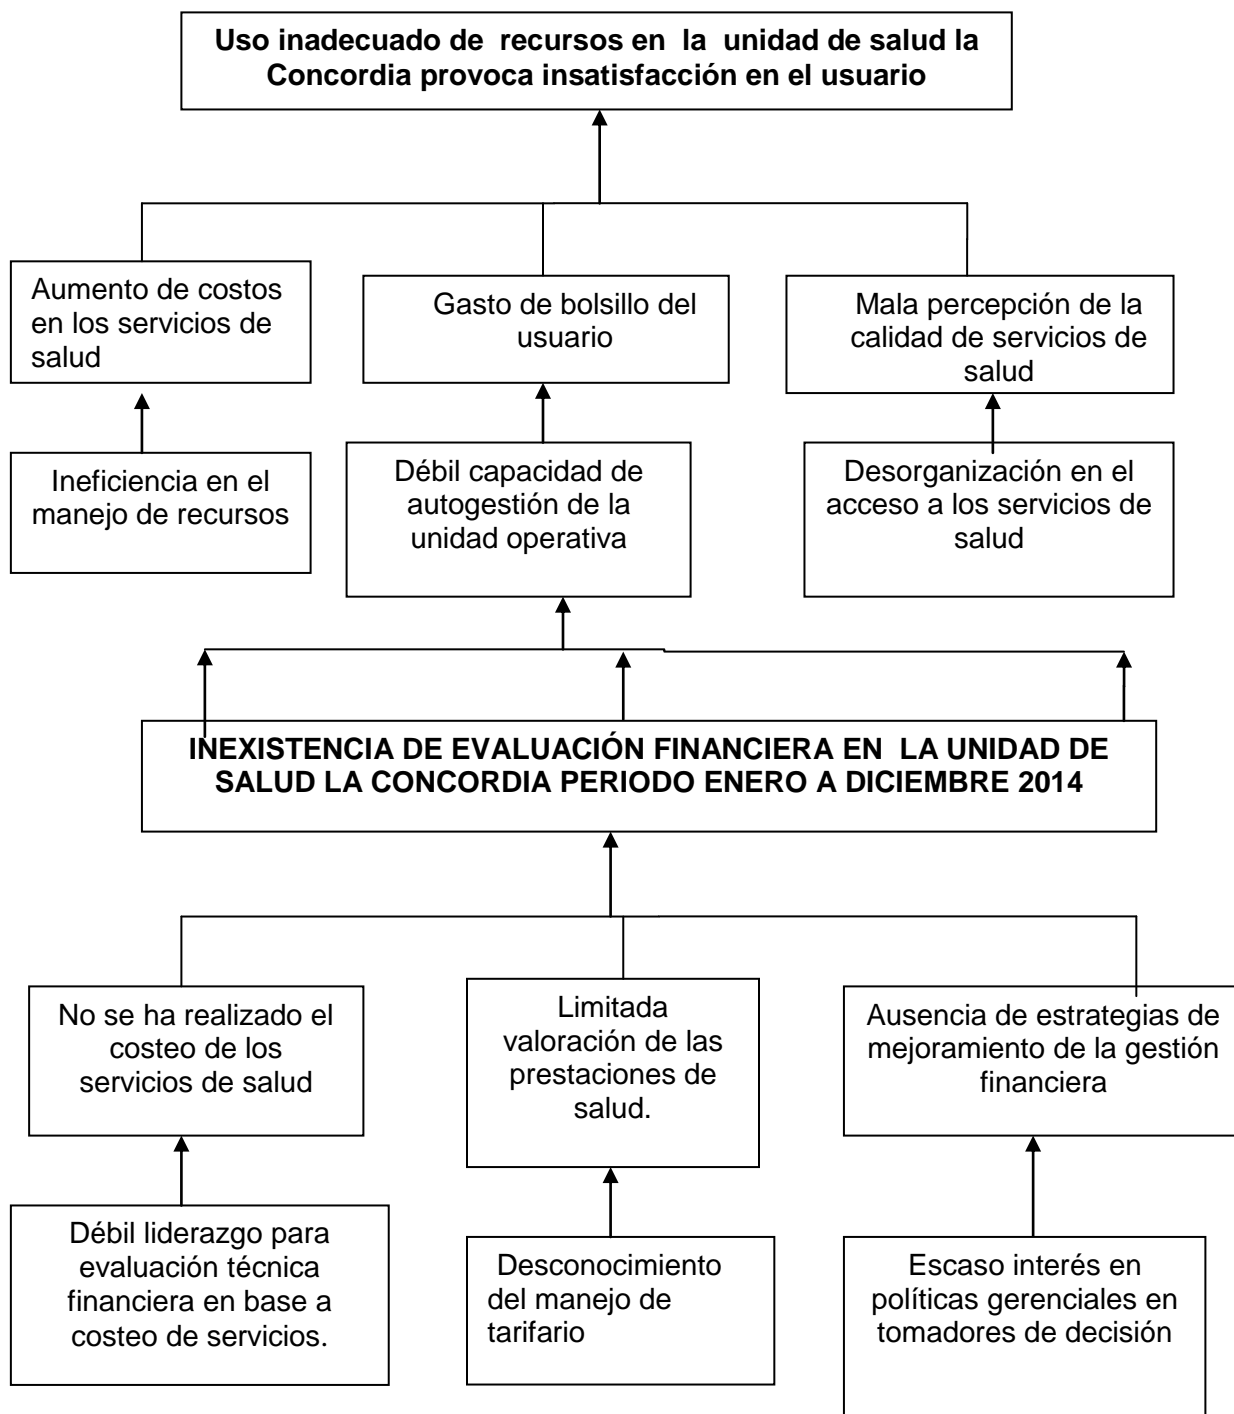 Uso inadecuado de recursos en la unidad de salud la
Concordia provoca insatisfacción en el usuario
Aumento de costos
en los servicios de
salud
Gasto de bolsillo del
usuario
Mala percepción de la
calidad de servicios de
salud
Ineficiencia en el
manejo de recursos
Débil capacidad de
autogestión de la
unidad operativa
Desorganización en el
acceso a los servicios de
salud
INEXISTENCIA DE EVALUACIÓN FINANCIERA EN LA UNIDAD DE
SALUD LA CONCORDIA PERIODO ENERO A DICIEMBRE 2014
No se ha realizado el
costeo de los
servicios de salud
Limitada
valoración de las
prestaciones de
salud.
Ausencia de estrategias de
mejoramiento de la gestión
financiera
Débil liderazgo para
evaluación técnica
financiera en base a
costeo de servicios.
Desconocimiento
del manejo de
tarifario
Escaso interés en
políticas gerenciales en
tomadores de decisión